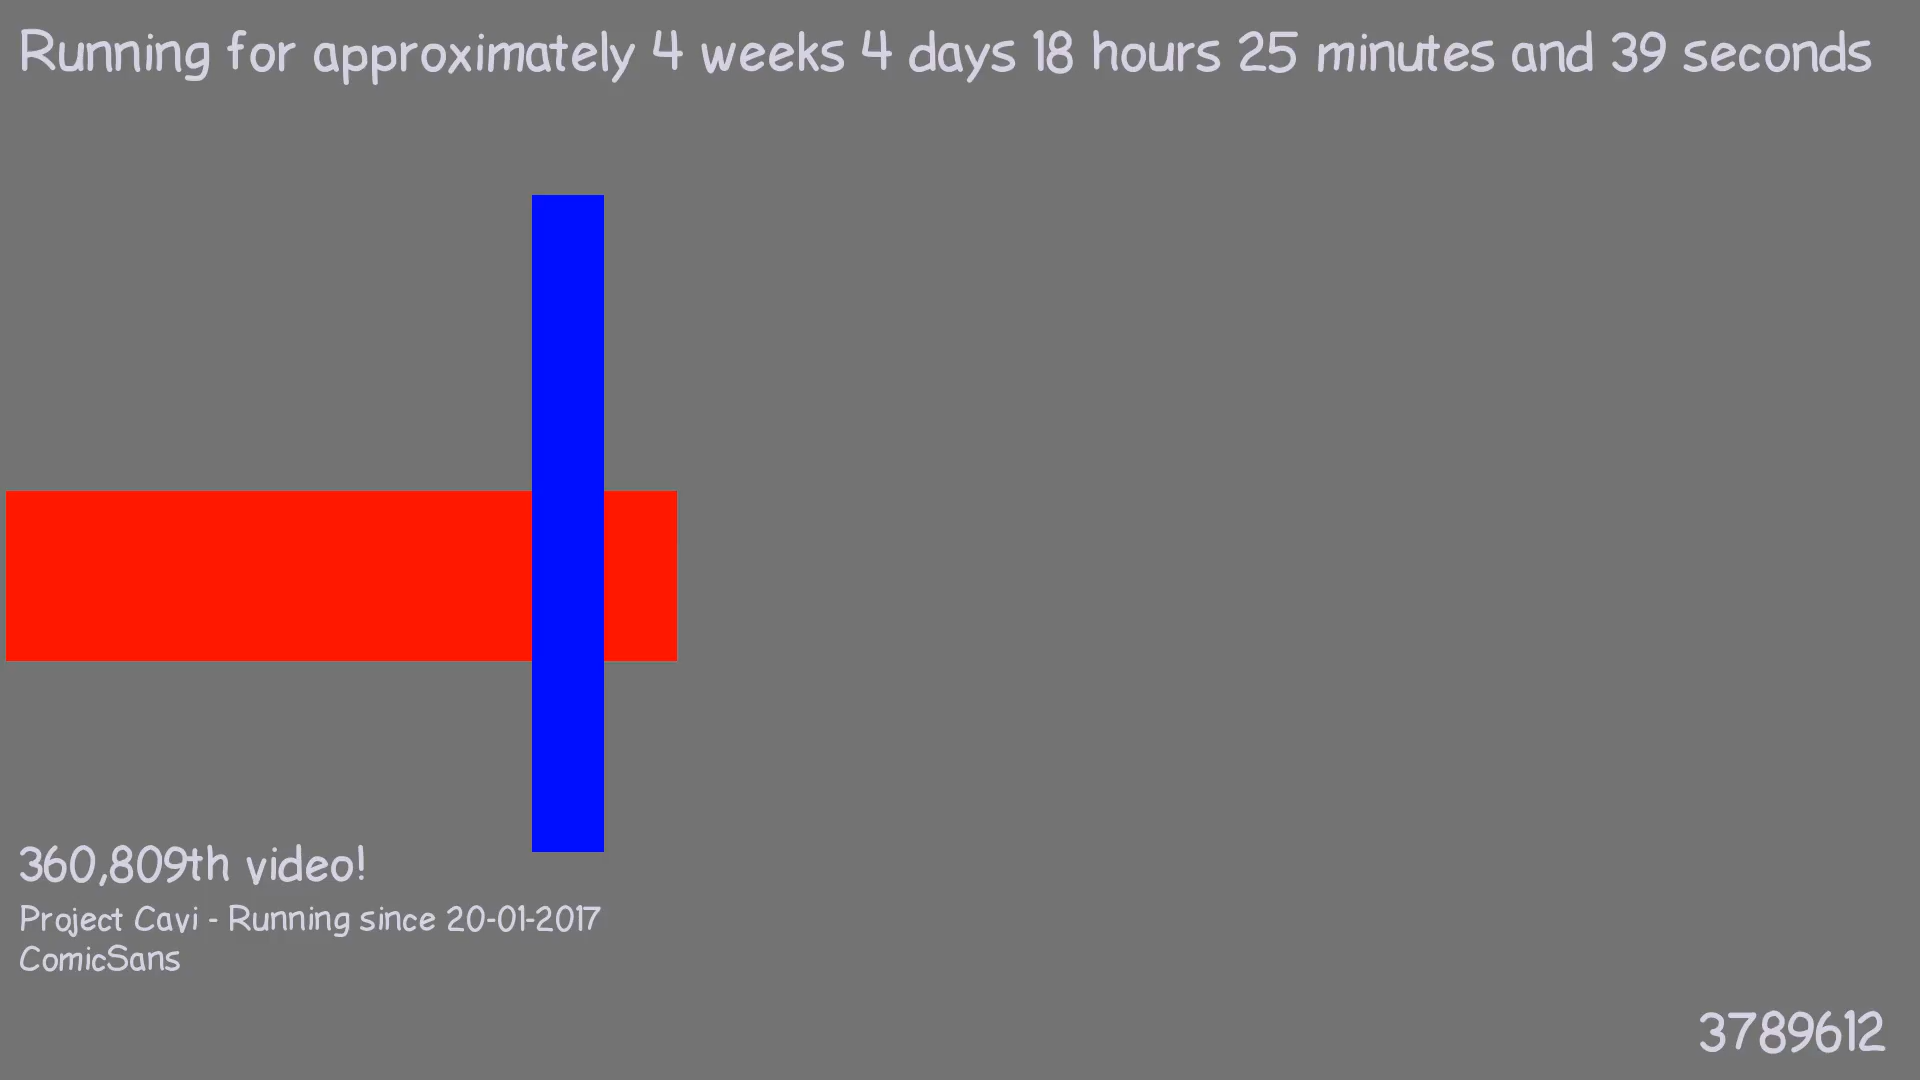 Running for approximately 4 weeks 4 days 18 hours 25 minutes and 39 seconds
360,809th video!
Project Cavi - Running since 20-01-2017
ComicSans
3789612